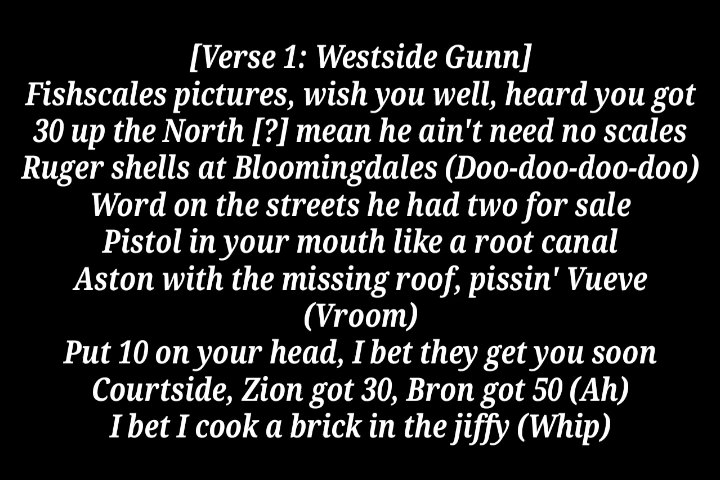 [Verse 1: Westside Gunn]
Fishscales pictures, wish you well, heard you got
30 up the North [?] mean he ain't need no scales
Ruger shells at Bloomingdales (Doo-doo-doo-doo)
Word on the streets he had two for sale
Pistol in your mouth like a root canal
Aston with the missing roof, pissin' Vueve
(Vroom)
Put 10 on your head, I bet they get you soon
Courtside, Zion got 30, Bron got 50 (Ah)
I bet I cook a brick in the jiffy (Whip)